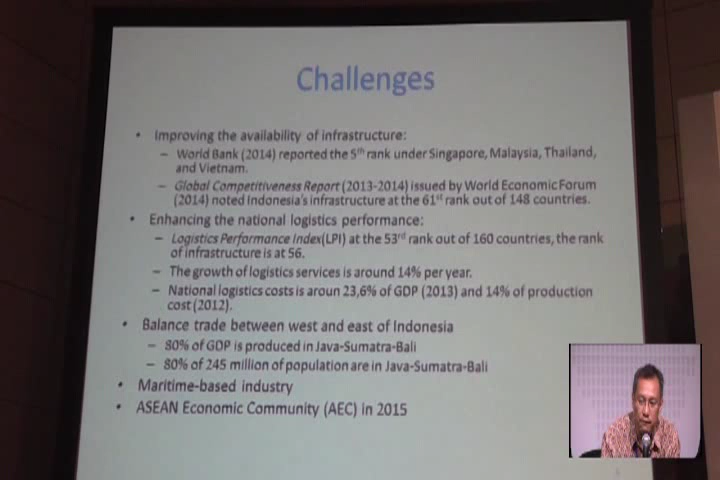 Challenges
• Improving the availability of infrastructure:
– World Bank (2014) reported the 5th rank under Singapore, Malaysia, Thailand,
and Vietnam.
– Global Competitiveness Report (2013-2014) issued by World Economic Forum
(2014) noted Indonesia's infrastructure at the 61st rank out of 148 countries.
• Enhancing the national logistics performance:
– Logistics Performance Index(LPI) at the 53rd rank out of 160 countries, the rank
of infrastructure is at 56.
– The growth of logistics services is around 14% per year.
– National logistics costs is aroun 23,6% of GDP (2013) and 14% of production
cost (2012).
• Balance trade between west and east of Indonesia
– 80% of GDP is produced in Java-Sumatra-Bali
– 80% of 245 million of population are in Java-Sumatra-Bali
• Maritime-based industry
• ASEAN Economic Community (AEC) in 2015